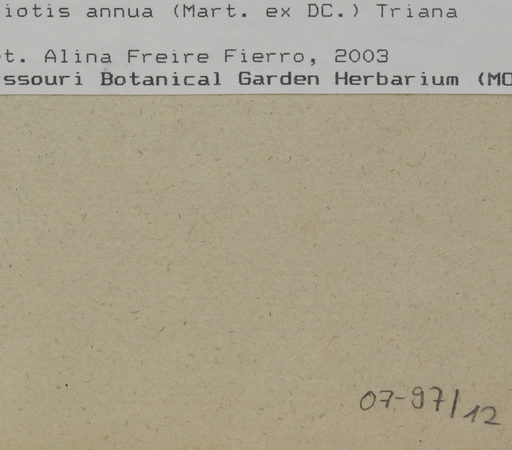 iotis annua (Mart. ex DC.) Triana
t. Alina Freire Fierro, 2003
ssouri Botanical Garden Herbarium (MO
07-97/12